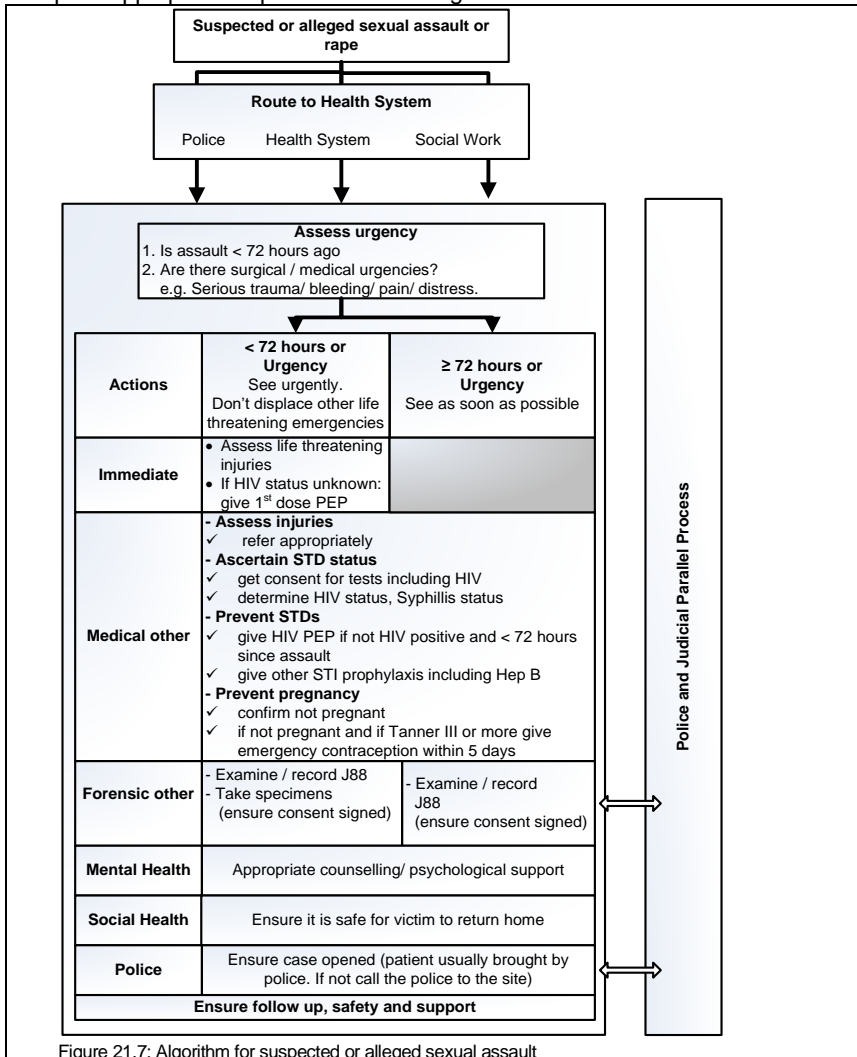 Suspected or alleged sexual assault or
rape
Route to Health System
Police Health System Social Work
Assess urgency
1. Is assault < 72 hours ago
2. Are there surgical / medical urgencies?
e.g. Serious trauma/ bleeding/ pain/ distress.
Actions
< 72 hours or
Urgency
See urgently.
Don't displace other life
threatening emergencies
≥ 72 hours or
Urgency
See as soon as possible
Immediate
• Assess life threatening
injuries
• If HIV status unknown:
give 1st dose PEP
Medical other
- Assess injuries
✓ refer appropriately
- Ascertain STD status
✓ get consent for tests including HIV
✓ determine HIV status, Syphillis status
- Prevent STDs
✓ give HIV PEP if not HIV positive and < 72 hours
since assault
✓ give other STI prophylaxis including Hep B
- Prevent pregnancy
✓ confirm not pregnant
✓ if not pregnant and if Tanner III or more give
emergency contraception within 5 days
Forensic other
- Examine / record J88
- Take specimens
(ensure consent signed)
- Examine / record
J88
(ensure consent signed)
Mental Health
Appropriate counselling/ psychological support
Social Health
Ensure it is safe for victim to return home
Police
Ensure case opened (patient usually brought by
police. If not call the police to the site)
Ensure follow up, safety and support
Police and Judicial Parallel Process
Figure 21.7: Algorithm for suspected or alleged sexual assault